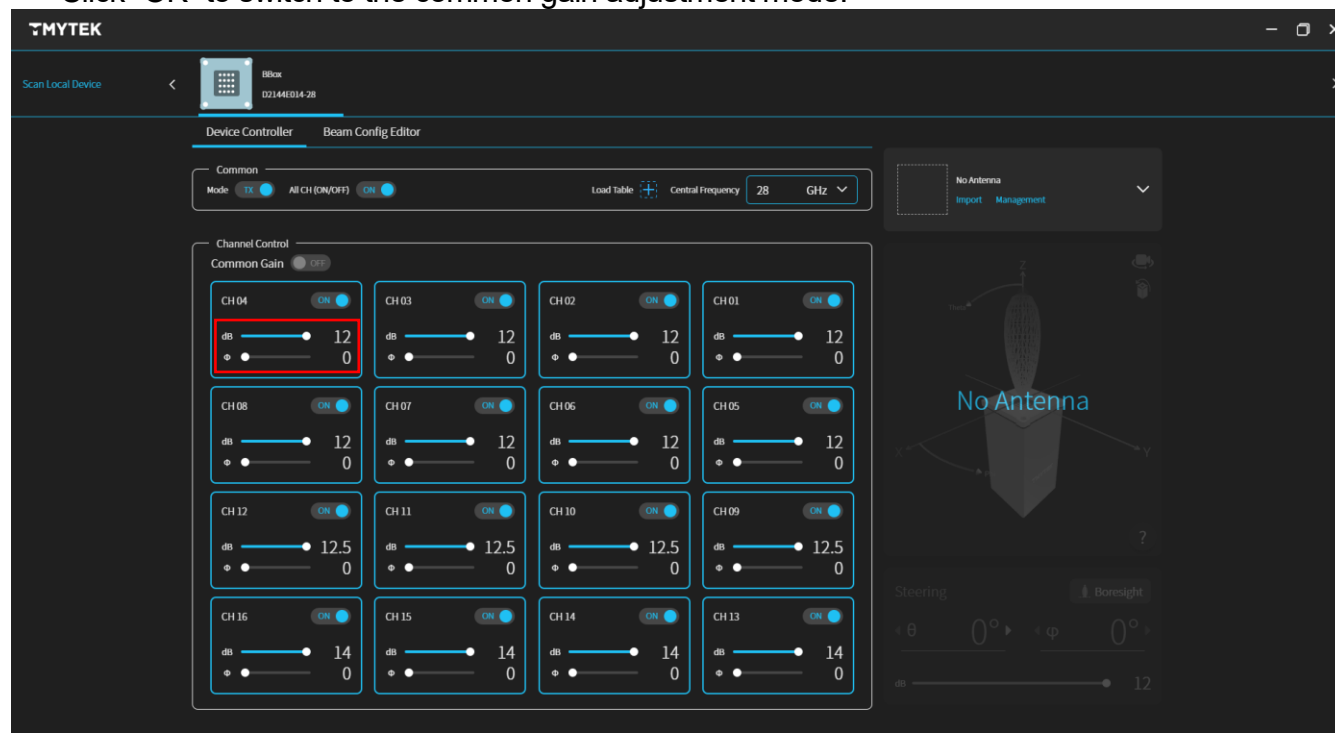 Click "OK" to switch to the common gain adjustment mode.
TMYTEK
Scan Local Device
BBox
D2144E014-28
Device Controller Beam Config Editor
Common
Mode TX All CH (ON/OFF) ON Load Table Central Frequency 28 GHz
No Antenna
Import Management
Channel Control
Common Gain OFF
CH 04 ON CH 03 ON CH 02 ON CH 01 ON
dB 12 dB 12 dB 12 dB 12
Φ 0 Φ 0 Φ 0 Φ 0
CH 08 ON CH 07 ON CH 06 ON CH 05 ON
dB 12 dB 12 dB 12 dB 12
Φ 0 Φ 0 Φ 0 Φ 0
CH 12 ON CH 11 ON CH 10 ON CH 09 ON
dB 12.5 dB 12.5 dB 12.5 dB 12.5
Φ 0 Φ 0 Φ 0 Φ 0
CH 16 ON CH 15 ON CH 14 ON CH 13 ON
dB 14 dB 14 dB 14 dB 14
Φ 0 Φ 0 Φ 0 Φ 0
Z
Theta
No Antenna
X Y
?
Steering Boresight
θ 0° φ 0°
dB 12